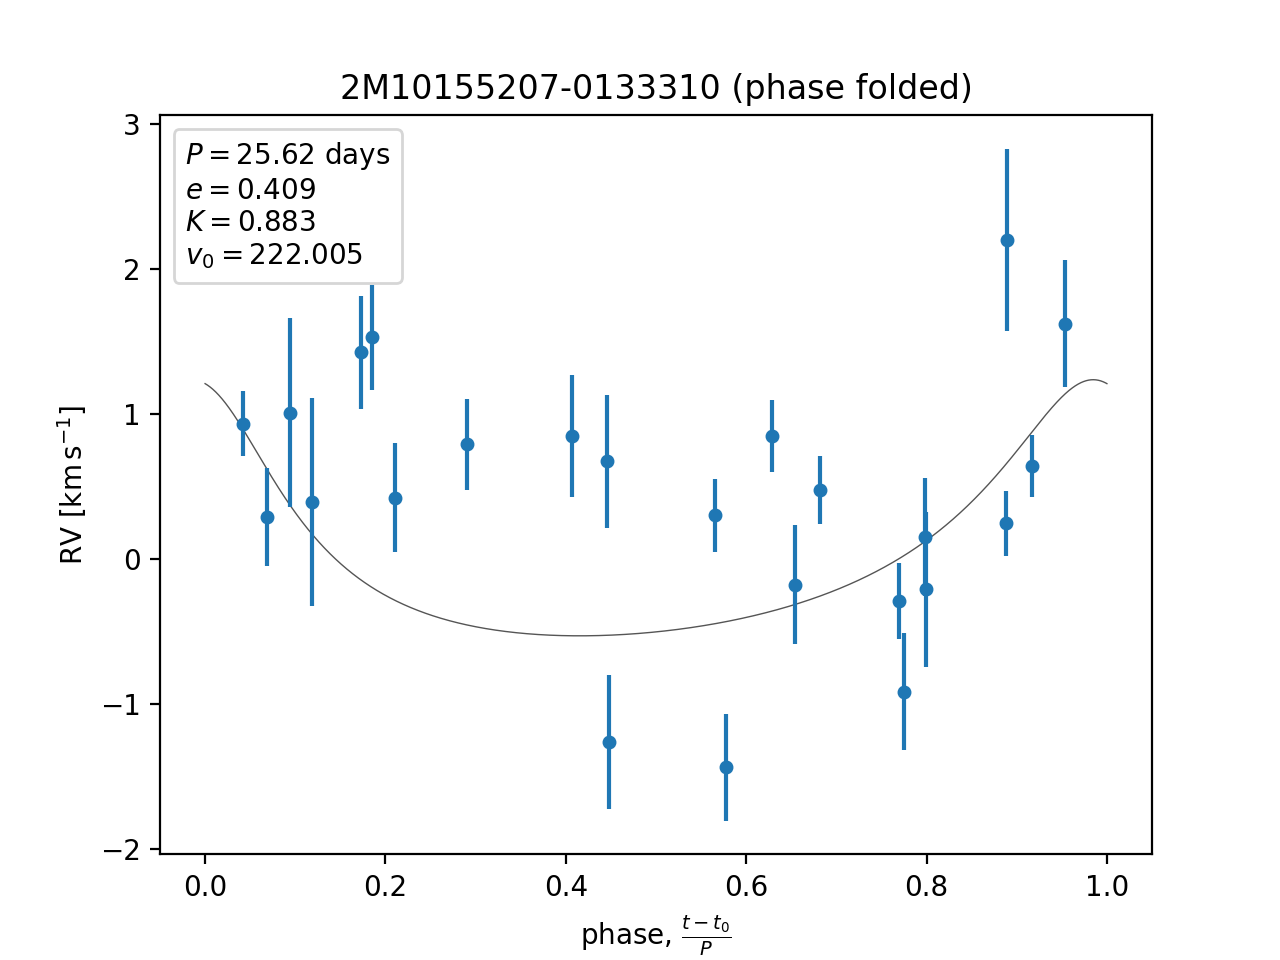 2M10155207-0133310 (phase folded)
P = 25.62 days
e = 0.409
K = 0.883
v₀ = 222.005
3
2
1
0
−1
−2
RV [km s⁻¹]
0.0 0.2 0.4 0.6 0.8 1.0
phase, (t − t₀)/P